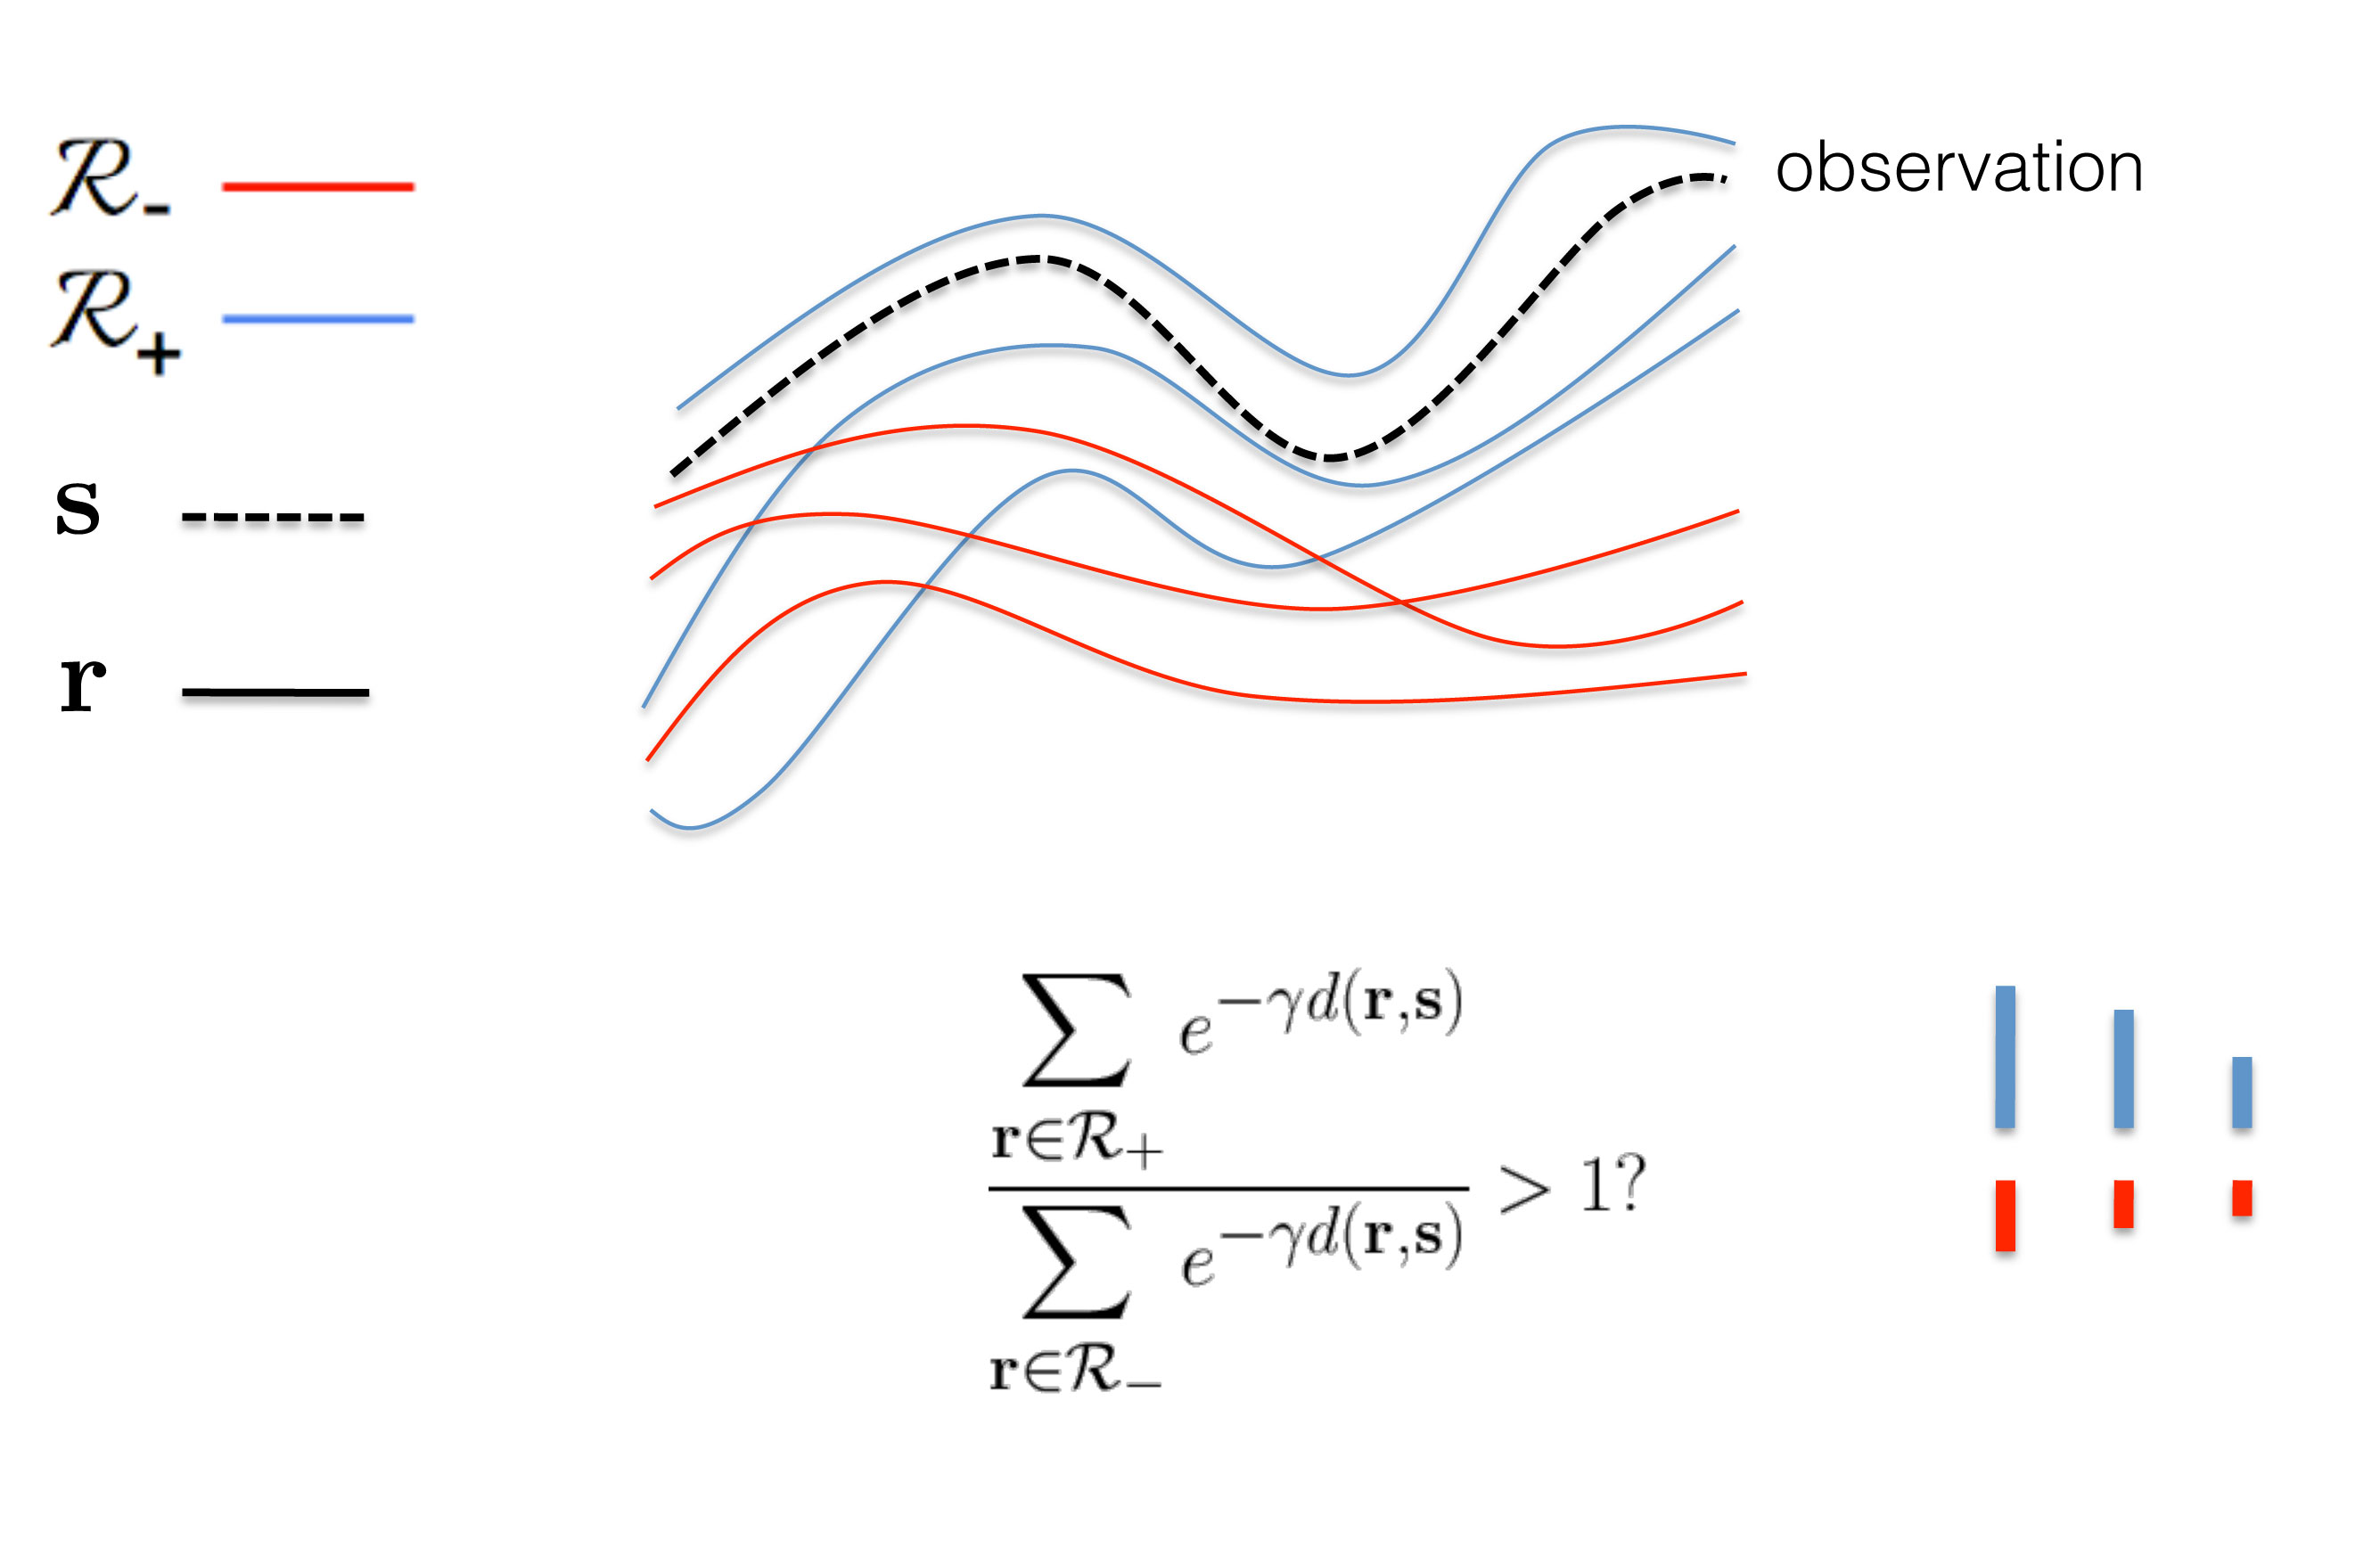 ℛ-
observation
ℛ+
s
r
∑ e^{−γd(r,s)}
r∈ℛ+
> 1?
∑ e^{−γd(r,s)}
r∈ℛ−